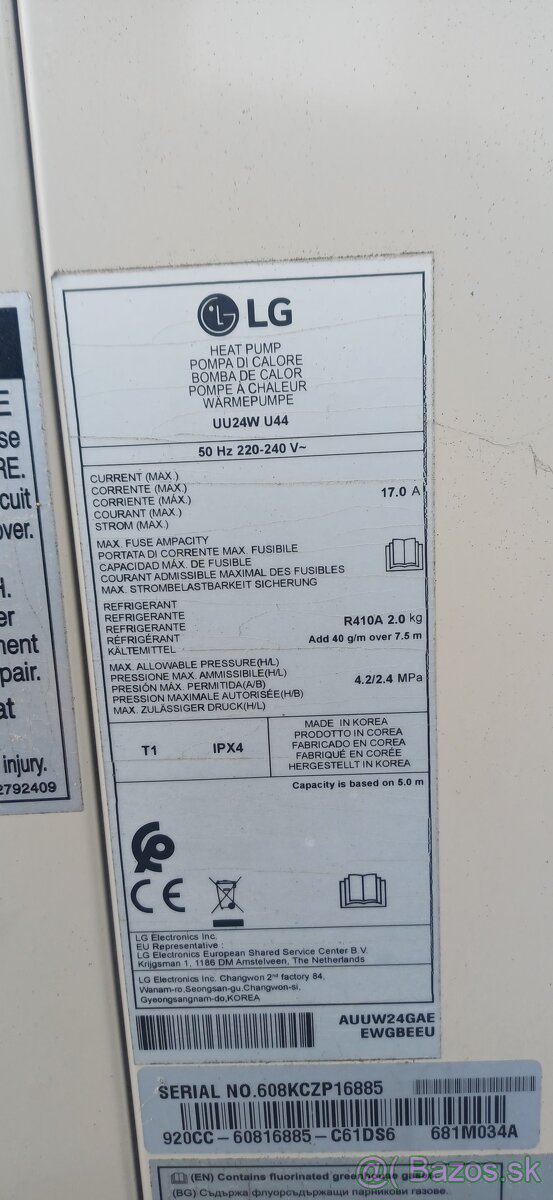 LG
HEAT PUMP
POMPA DI CALORE
BOMBA DE CALOR
POMPE À CHALEUR
WÄRMEPUMPE
UU24W U44
50 Hz 220-240 V~
CURRENT (MAX.)
CORRENTE (MAX.)
CORRIENTE (MÁX.)
COURANT (MAX.)
STROM (MAX.)
17.0 A
MAX. FUSE AMPACITY
PORTATA DI CORRENTE MAX. FUSIBILE
CAPACIDAD MÁX. DE FUSIBLE
COURANT ADMISSIBLE MAXIMAL DES FUSIBLES
MAX. STROMBELASTBARKEIT SICHERUNG
REFRIGERANT
REFRIGERANTE
REFRIGERANTE
RÉFRIGÉRANT
KÄLTEMITTEL
R410A 2.0 kg
Add 40 g/m over 7.5 m
MAX. ALLOWABLE PRESSURE(H/L)
PRESSIONE MAX. AMMISSIBILE(H/L)
PRESIÓN MÁX. PERMITIDA(A/B)
PRESSION MAXIMALE AUTORISÉE(H/B)
MAX. ZULÄSSIGER DRUCK(H/L)
4.2/2.4 MPa
T1 IPX4
MADE IN KOREA
PRODOTTO IN COREA
FABRICADO EN COREA
FABRIQUÉ EN CORÉE
HERGESTELLT IN KOREA
Capacity is based on 5.0 m
CE
LG Electronics Inc.
EU Representative :
LG Electronics European Shared Service Center B.V.
Krijgsman 1, 1186 DM Amstelveen, The Netherlands
LG Electronics Inc. Changwon 2nd factory 84,
Wanam-ro,Seongsan-gu,Changwon-si,
Gyeongsangnam-do,KOREA
AUUW24GAE
EWGBEEU
SERIAL NO.608KCZP16885
920CC-60816885-C61DS6 681M034A
(EN) Contains fluorinated greenhouse gases.
(BG) Съдържа флуорсъдържащи парникови газове.
E
se
RE.
cuit
over.
H.
er
ment
pair.
at
injury.
2792409
Bazos.sk